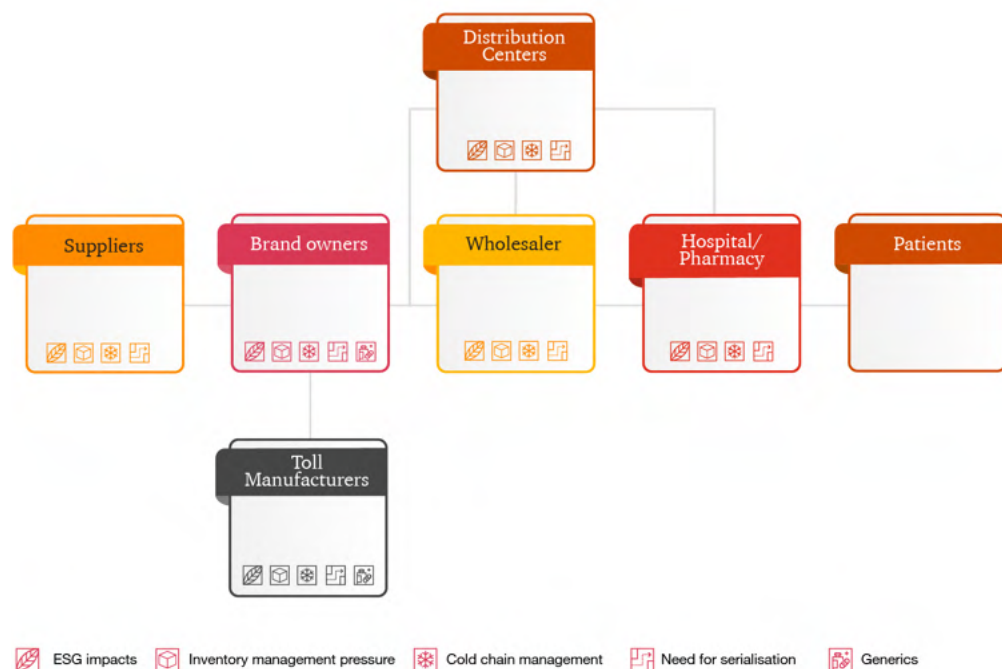 Distribution
Centers
Suppliers
Brand owners
Wholesaler
Hospital/
Pharmacy
Patients
Toll
Manufacturers
ESG impacts
Inventory management pressure
Cold chain management
Need for serialisation
Generics